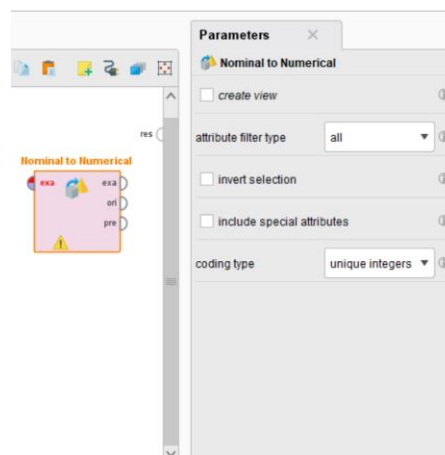 Parameters
Nominal to Numerical
create view
attribute filter type all
invert selection
include special attributes
coding type unique integers
res
Nominal to Numerical
exa exa
ori
pre